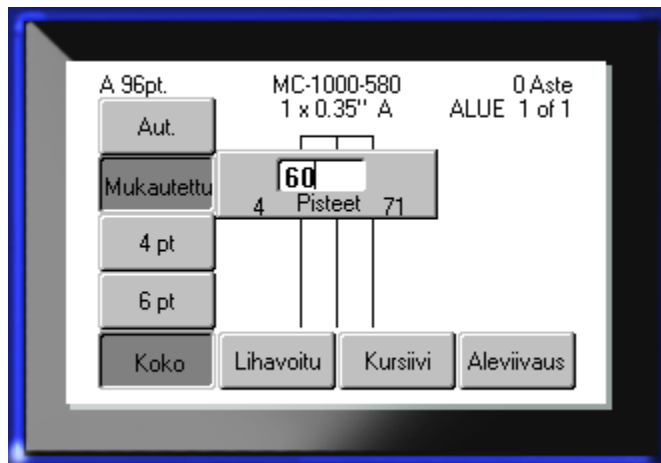 A 96pt. MC-1000-580 0 Aste
1 x 0.35" A ALUE 1 of 1
Aut.
Mukautettu
60
4 Pisteet 71
4 pt
6 pt
Koko Lihavoitu Kursiivi Aleviivaus